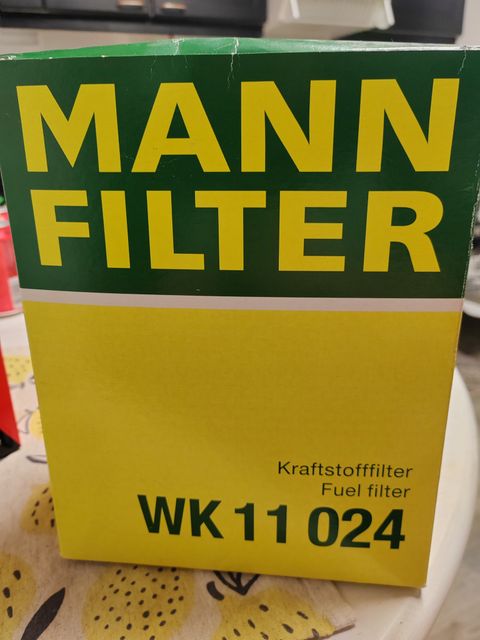 MANN
FILTER
Kraftstofffilter
Fuel filter
WK 11 024